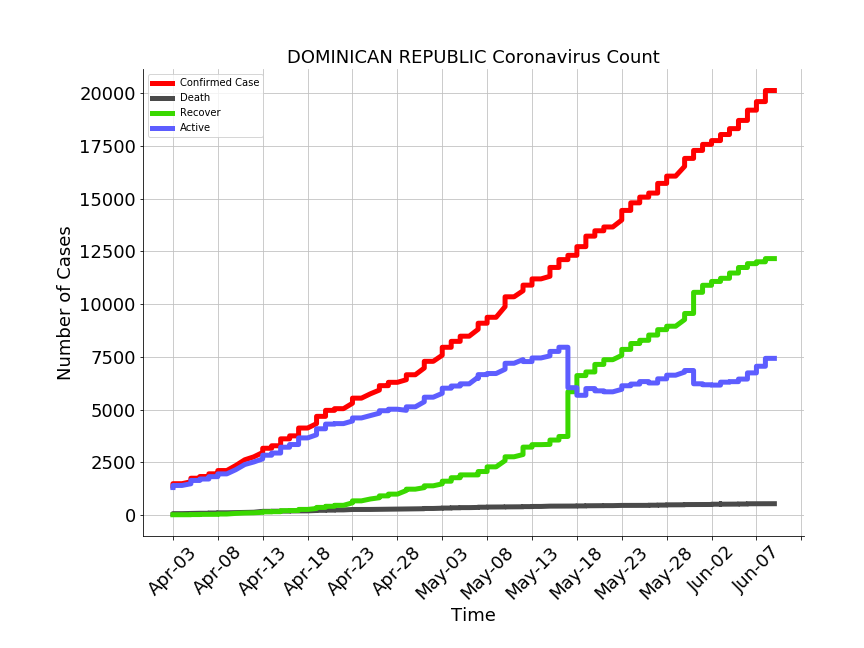 DOMINICAN REPUBLIC Coronavirus Count
Confirmed Case
Death
Recover
Active
Number of Cases
20000
17500
15000
12500
10000
7500
5000
2500
0
Apr-03
Apr-08
Apr-13
Apr-18
Apr-23
Apr-28
May-03
May-08
May-13
May-18
May-23
May-28
Jun-02
Jun-07
Time